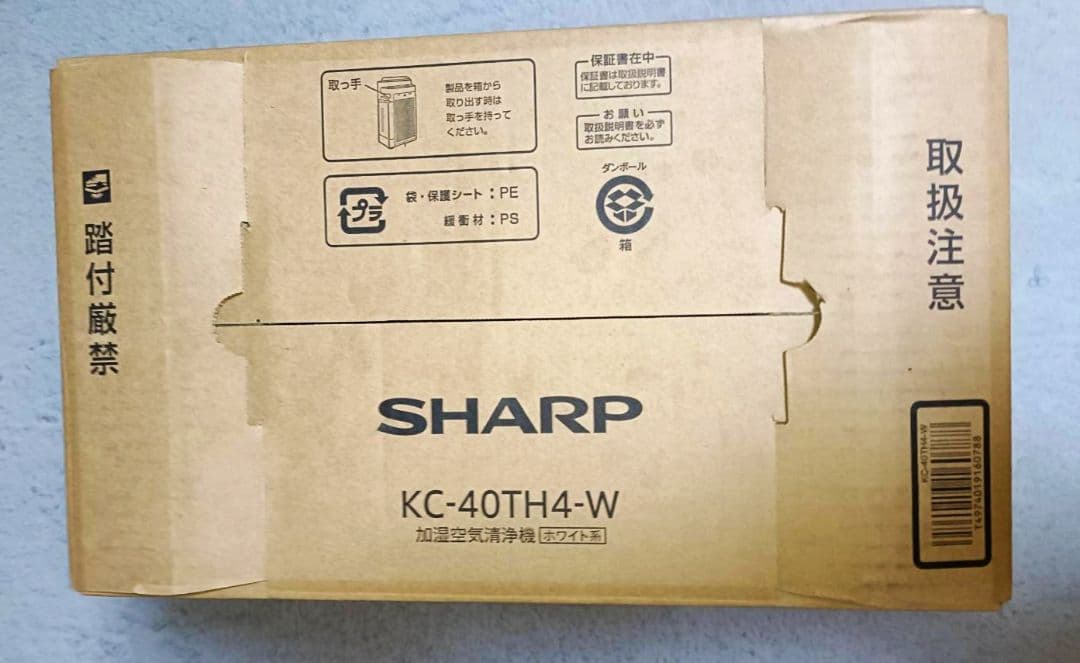 取っ手
製品を箱から
取り出す時は
取っ手を持って
ください。
保証書在中
保証書は取扱説明書
に記載しております。
お願い
取扱説明書を必ず
お読みください。
プラ
袋・保護シート：PE
緩衝材：PS
ダンボール
箱
踏付厳禁
取扱注意
SHARP
KC-40TH4-W
加湿空気清浄機 ホワイト系
KC-40TH4-W
T4974019160788